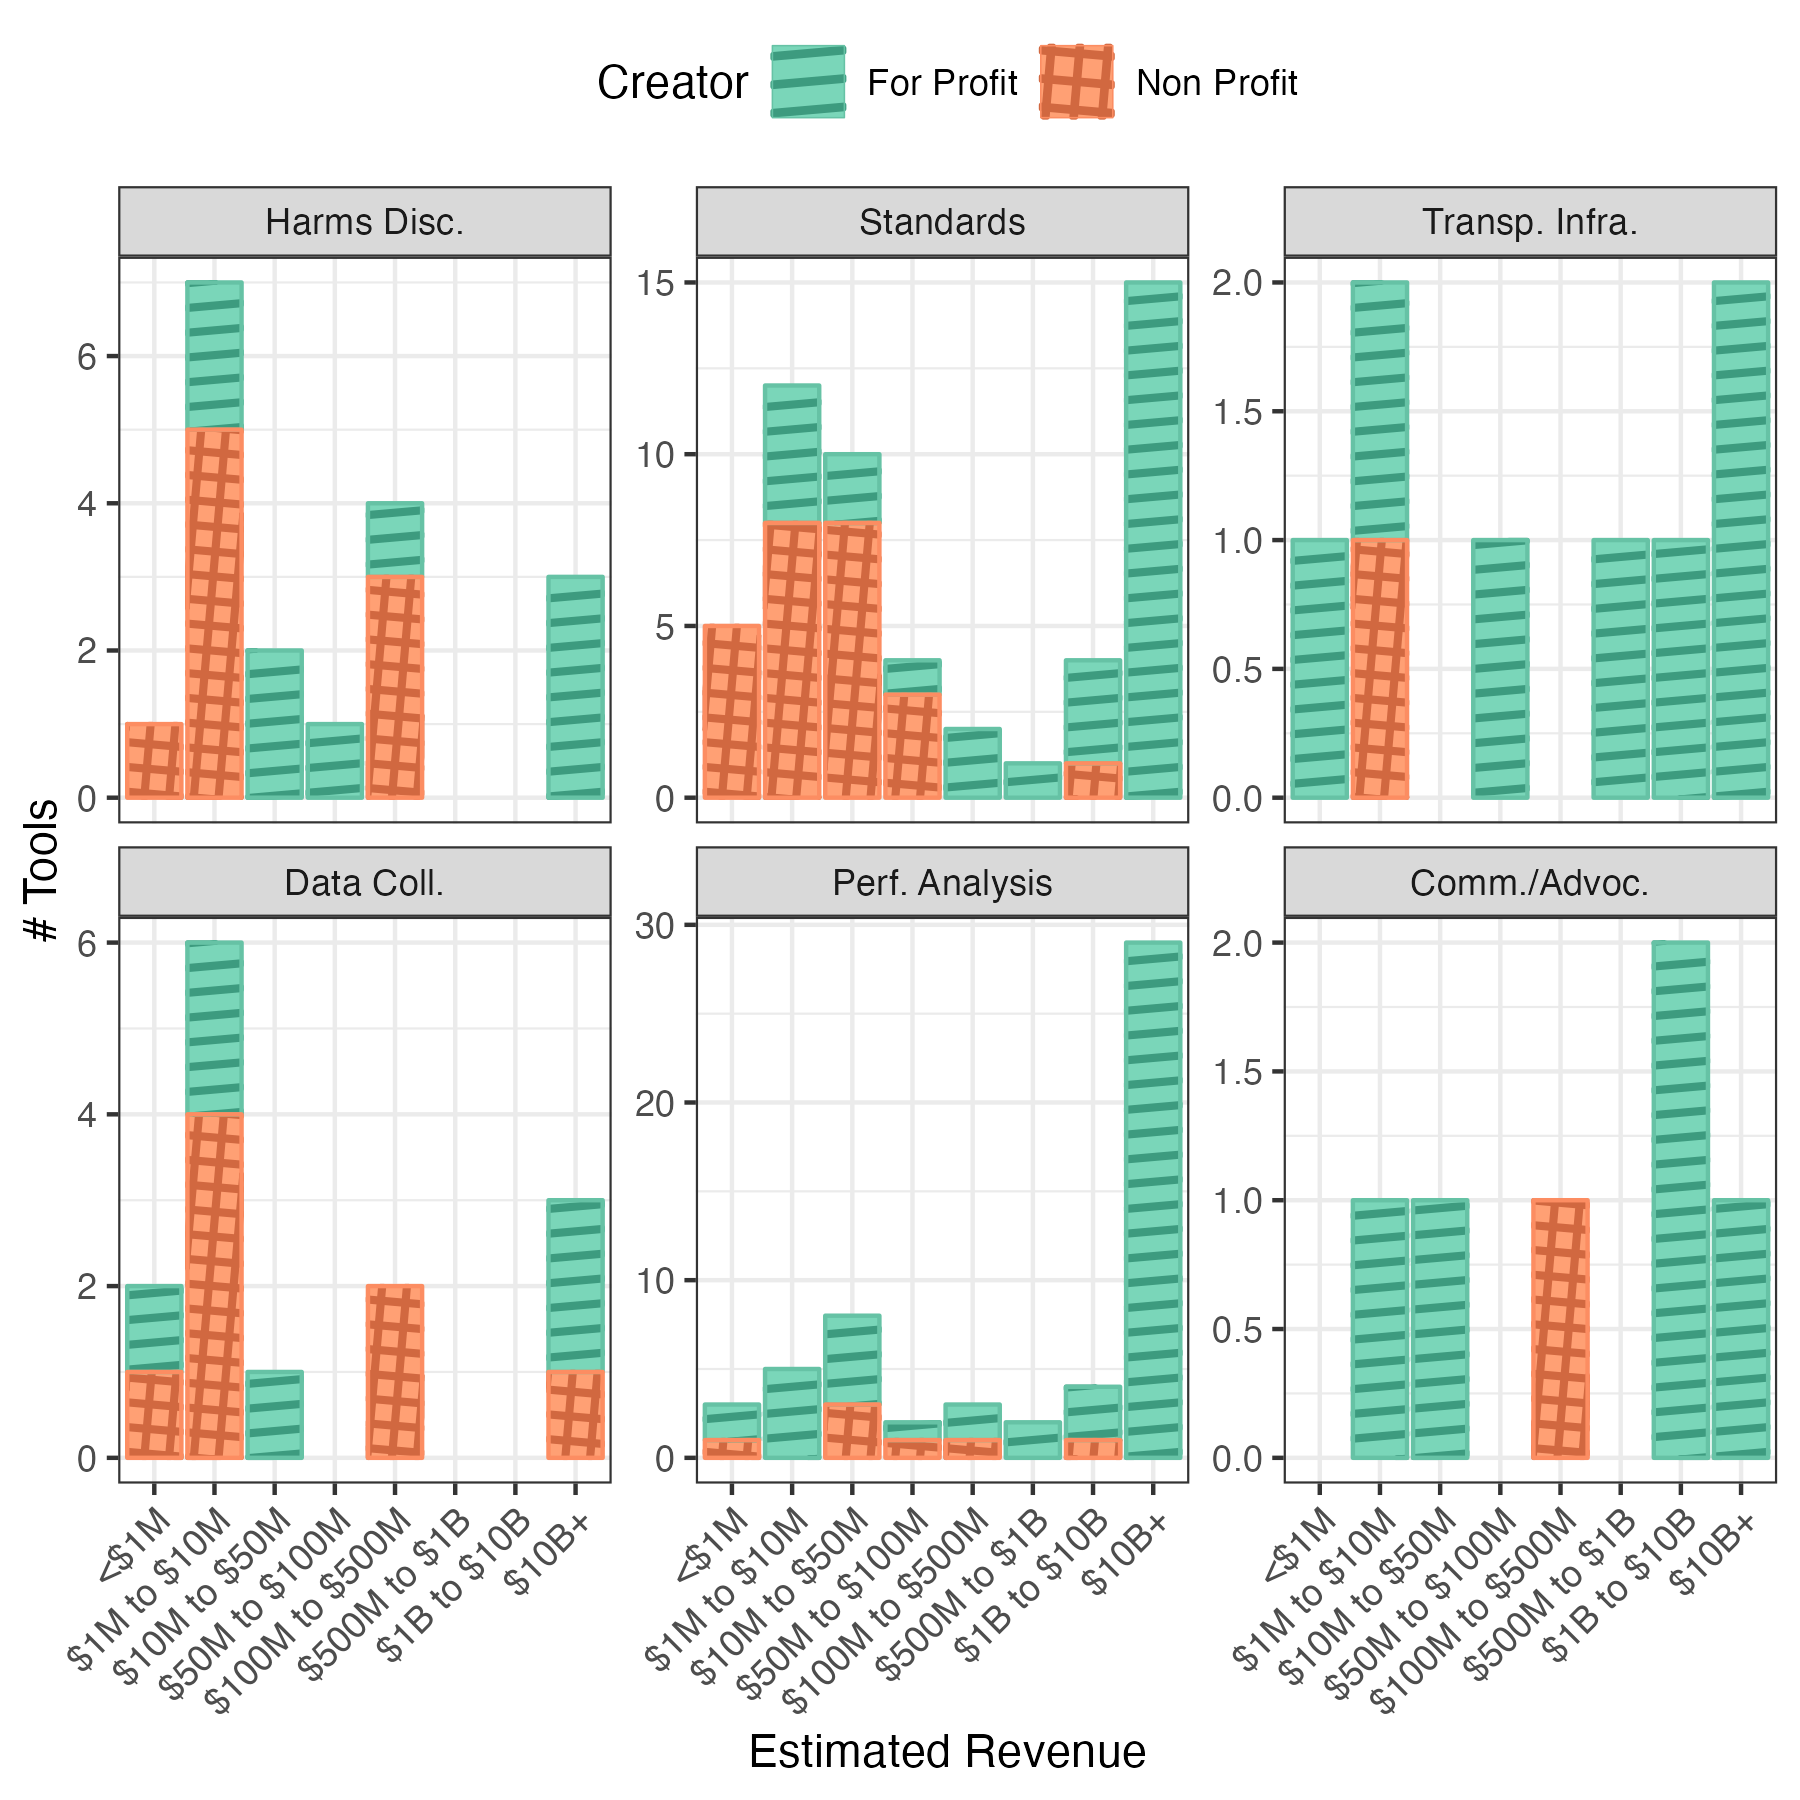 Creator For Profit Non Profit
Harms Disc. Standards Transp. Infra.
6
4
2
0
15
10
5
0
2.0
1.5
1.0
0.5
0.0
# Tools
Data Coll. Perf. Analysis Comm./Advoc.
6
4
2
0
30
20
10
0
2.0
1.5
1.0
0.5
0.0
<$1M
$1M to $10M
$10M to $50M
$50M to $100M
$100M to $500M
$500M to $1B
$1B to $10B
$10B+
<$1M
$1M to $10M
$10M to $50M
$50M to $100M
$100M to $500M
$500M to $1B
$1B to $10B
$10B+
<$1M
$1M to $10M
$10M to $50M
$50M to $100M
$100M to $500M
$500M to $1B
$1B to $10B
$10B+
Estimated Revenue